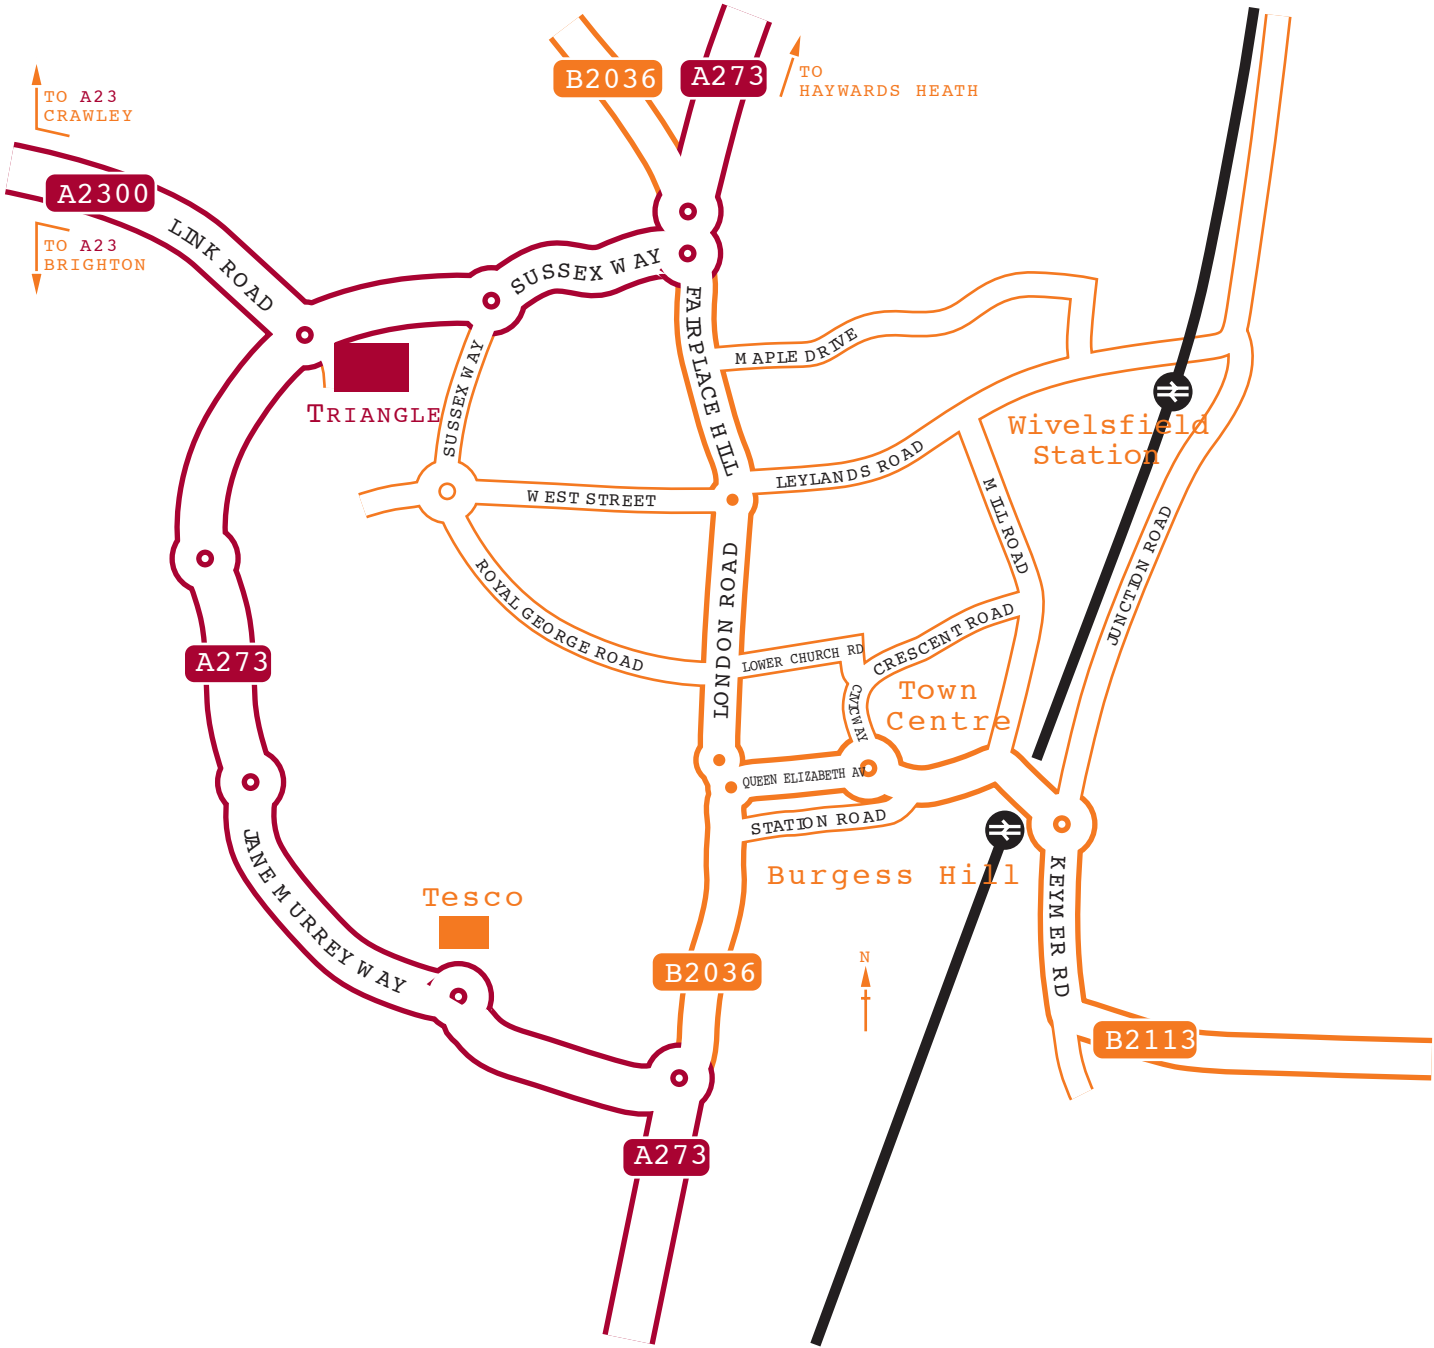 B2036
A273
TO
HAYWARDS HEATH
TO A23
CRAWLEY
A2300
LINK ROAD
TO A23
BRIGHTON
SUSSEX WAY
FAIRPLACE HILL
MAPLE DRIVE
TRIANGLE
SUSSEX WAY
Wivelsfield
Station
LEYLANDS ROAD
WEST STREET
MILL ROAD
JUNCTION ROAD
ROYAL GEORGE ROAD
LONDON ROAD
CRESCENT ROAD
LOWER CHURCH RD
A273
CIVIC WAY
Town
Centre
QUEEN ELIZABETH AV
STATION ROAD
Burgess Hill
JANE MURREY WAY
Tesco
KEYMER RD
B2036
N
B2113
A273